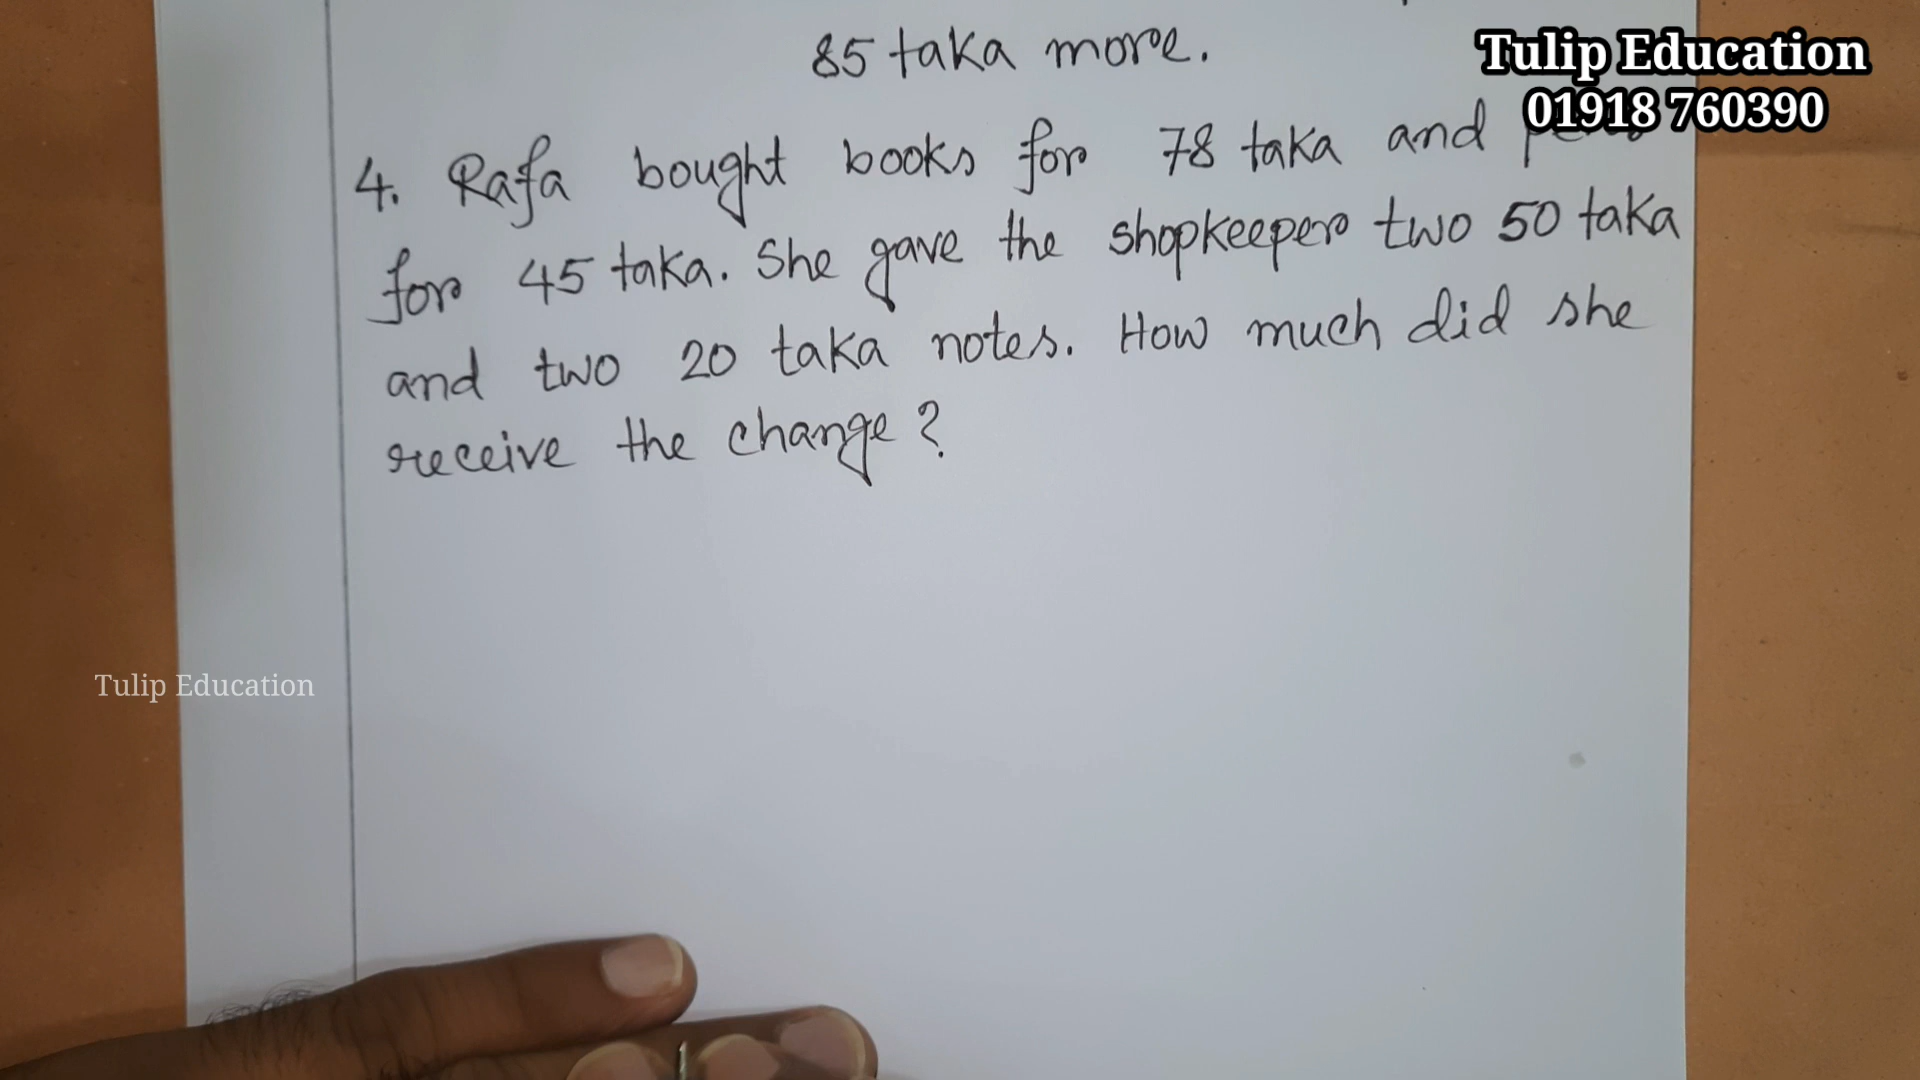 85 taka more.
Tulip Education
01918 760390
4. Rafa bought books for 78 taka and
for 45 taka. She gave the shopkeeper two 50 taka
and two 20 taka notes. How much did she
receive the change?
Tulip Education